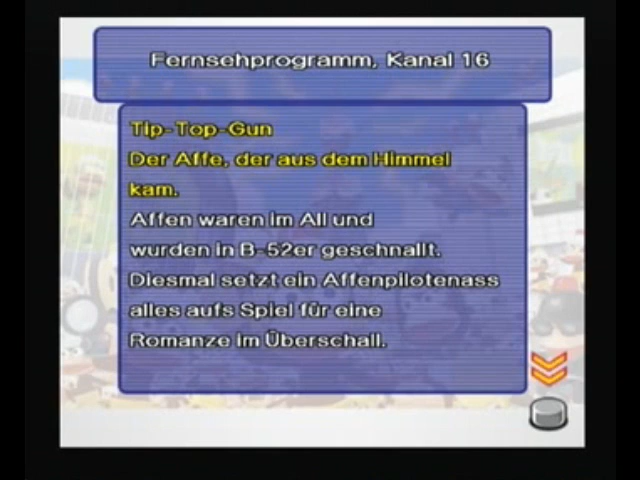 Fernsehprogramm, Kanal 16
Tip-Top-Gun
Der Affe, der aus dem Himmel
kam.
Affen waren im All und
wurden in B-52er geschnallt.
Diesmal setzt ein Affenpilotenass
alles aufs Spiel für eine
Romanze im Überschall.